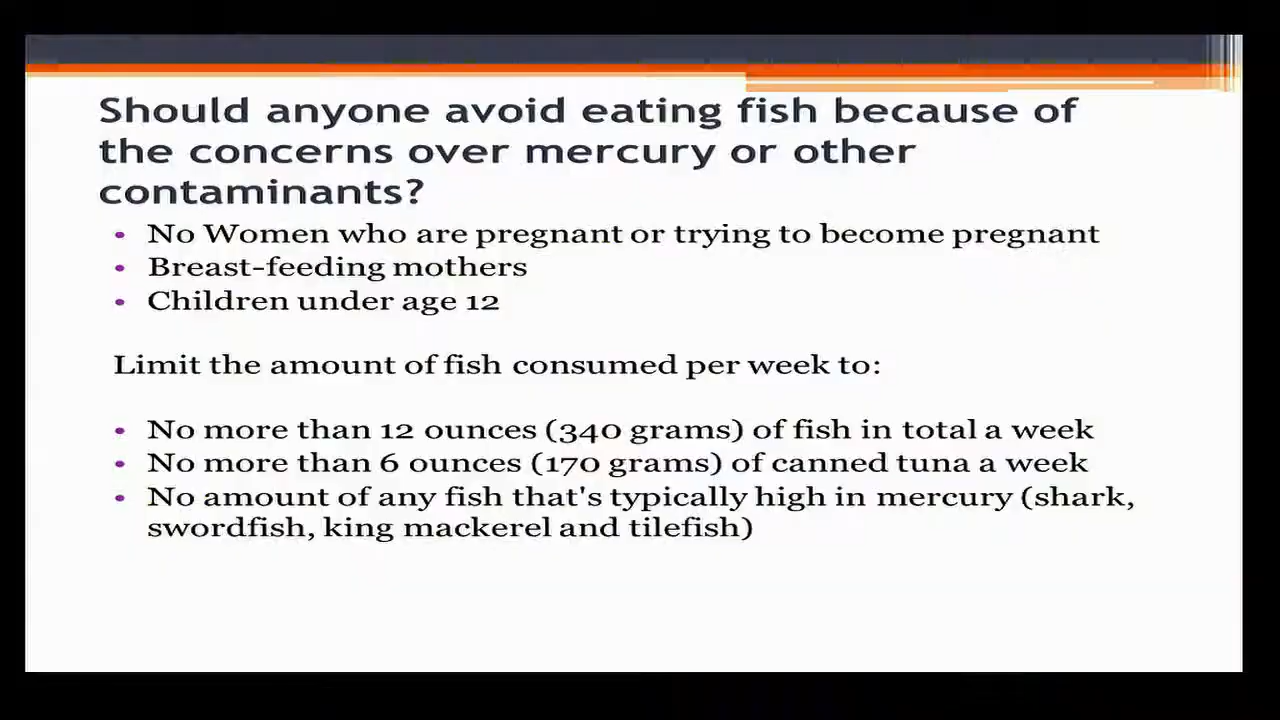 Should anyone avoid eating fish because of
the concerns over mercury or other
contaminants?
• No Women who are pregnant or trying to become pregnant
• Breast-feeding mothers
• Children under age 12
Limit the amount of fish consumed per week to:
• No more than 12 ounces (340 grams) of fish in total a week
• No more than 6 ounces (170 grams) of canned tuna a week
• No amount of any fish that's typically high in mercury (shark,
swordfish, king mackerel and tilefish)